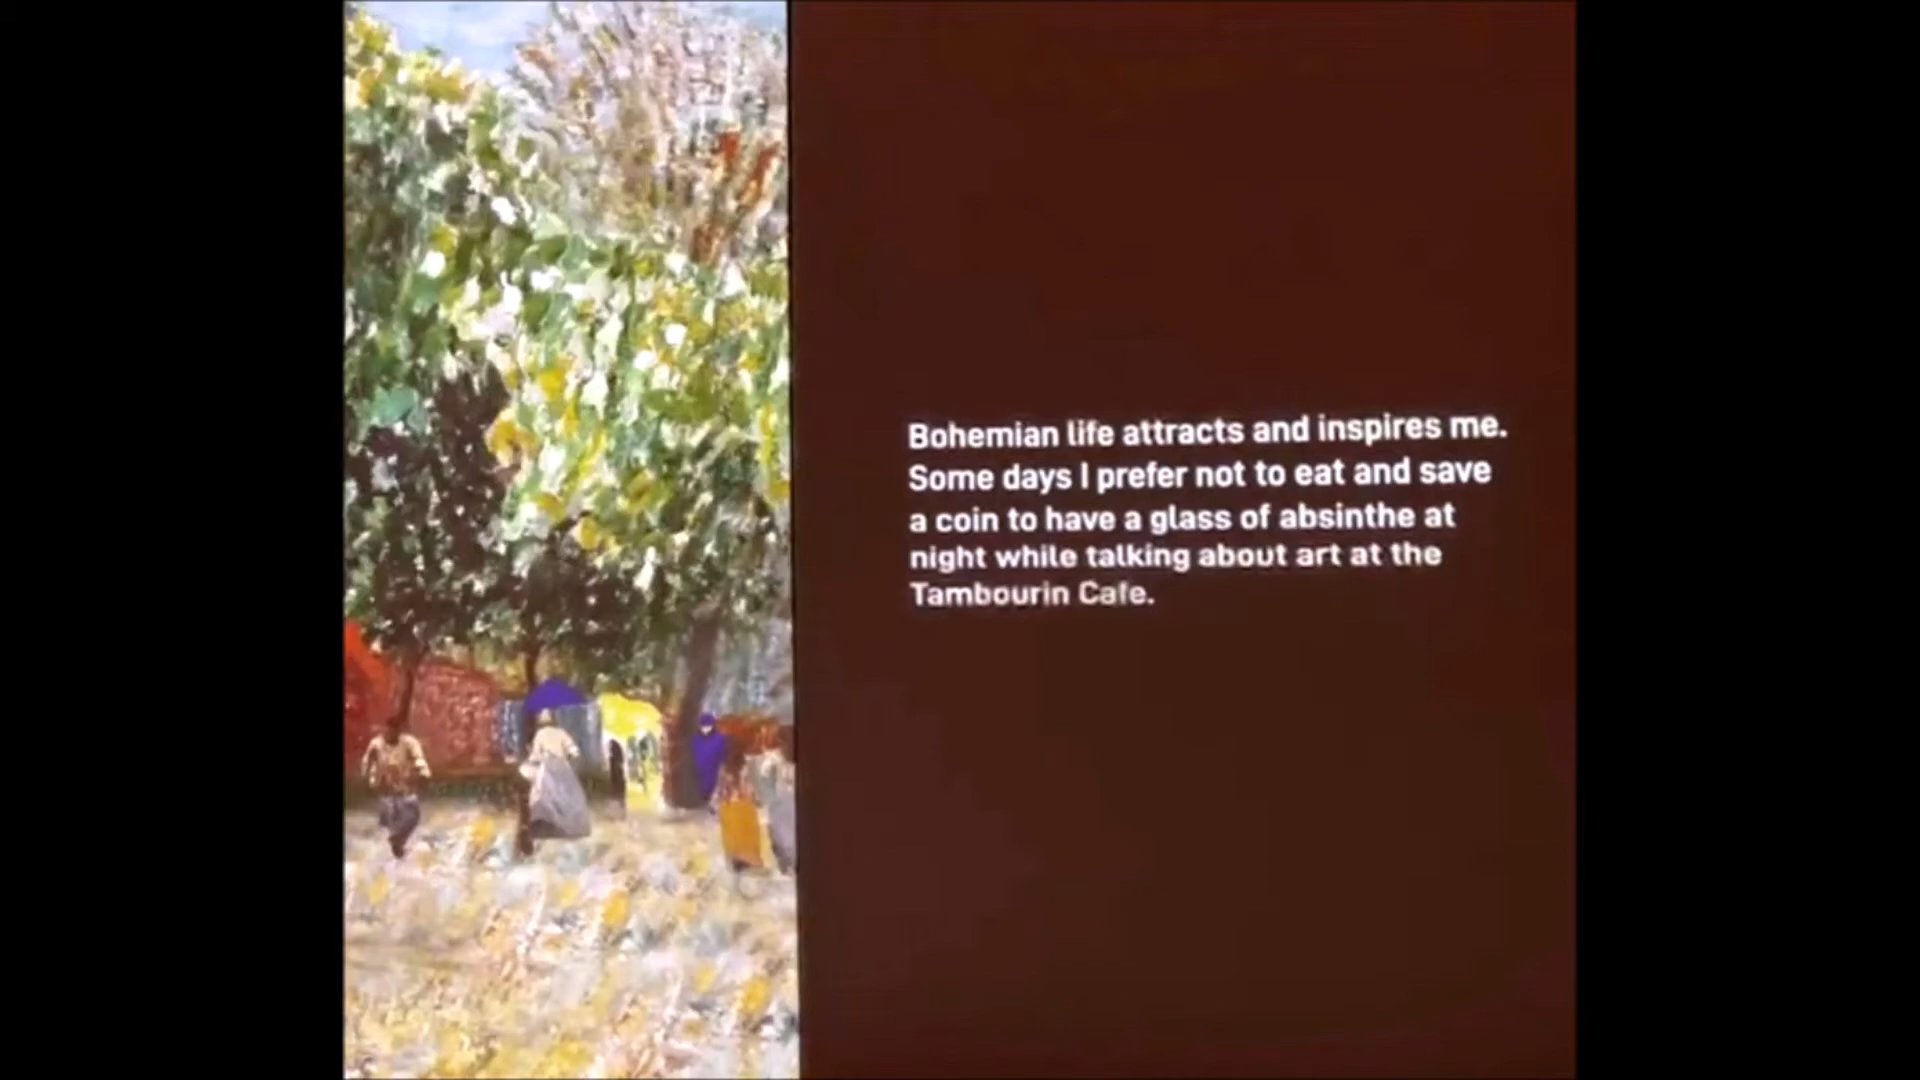 Bohemian life attracts and inspires me.
Some days I prefer not to eat and save
a coin to have a glass of absinthe at
night while talking about art at the
Tambourin Cafe.